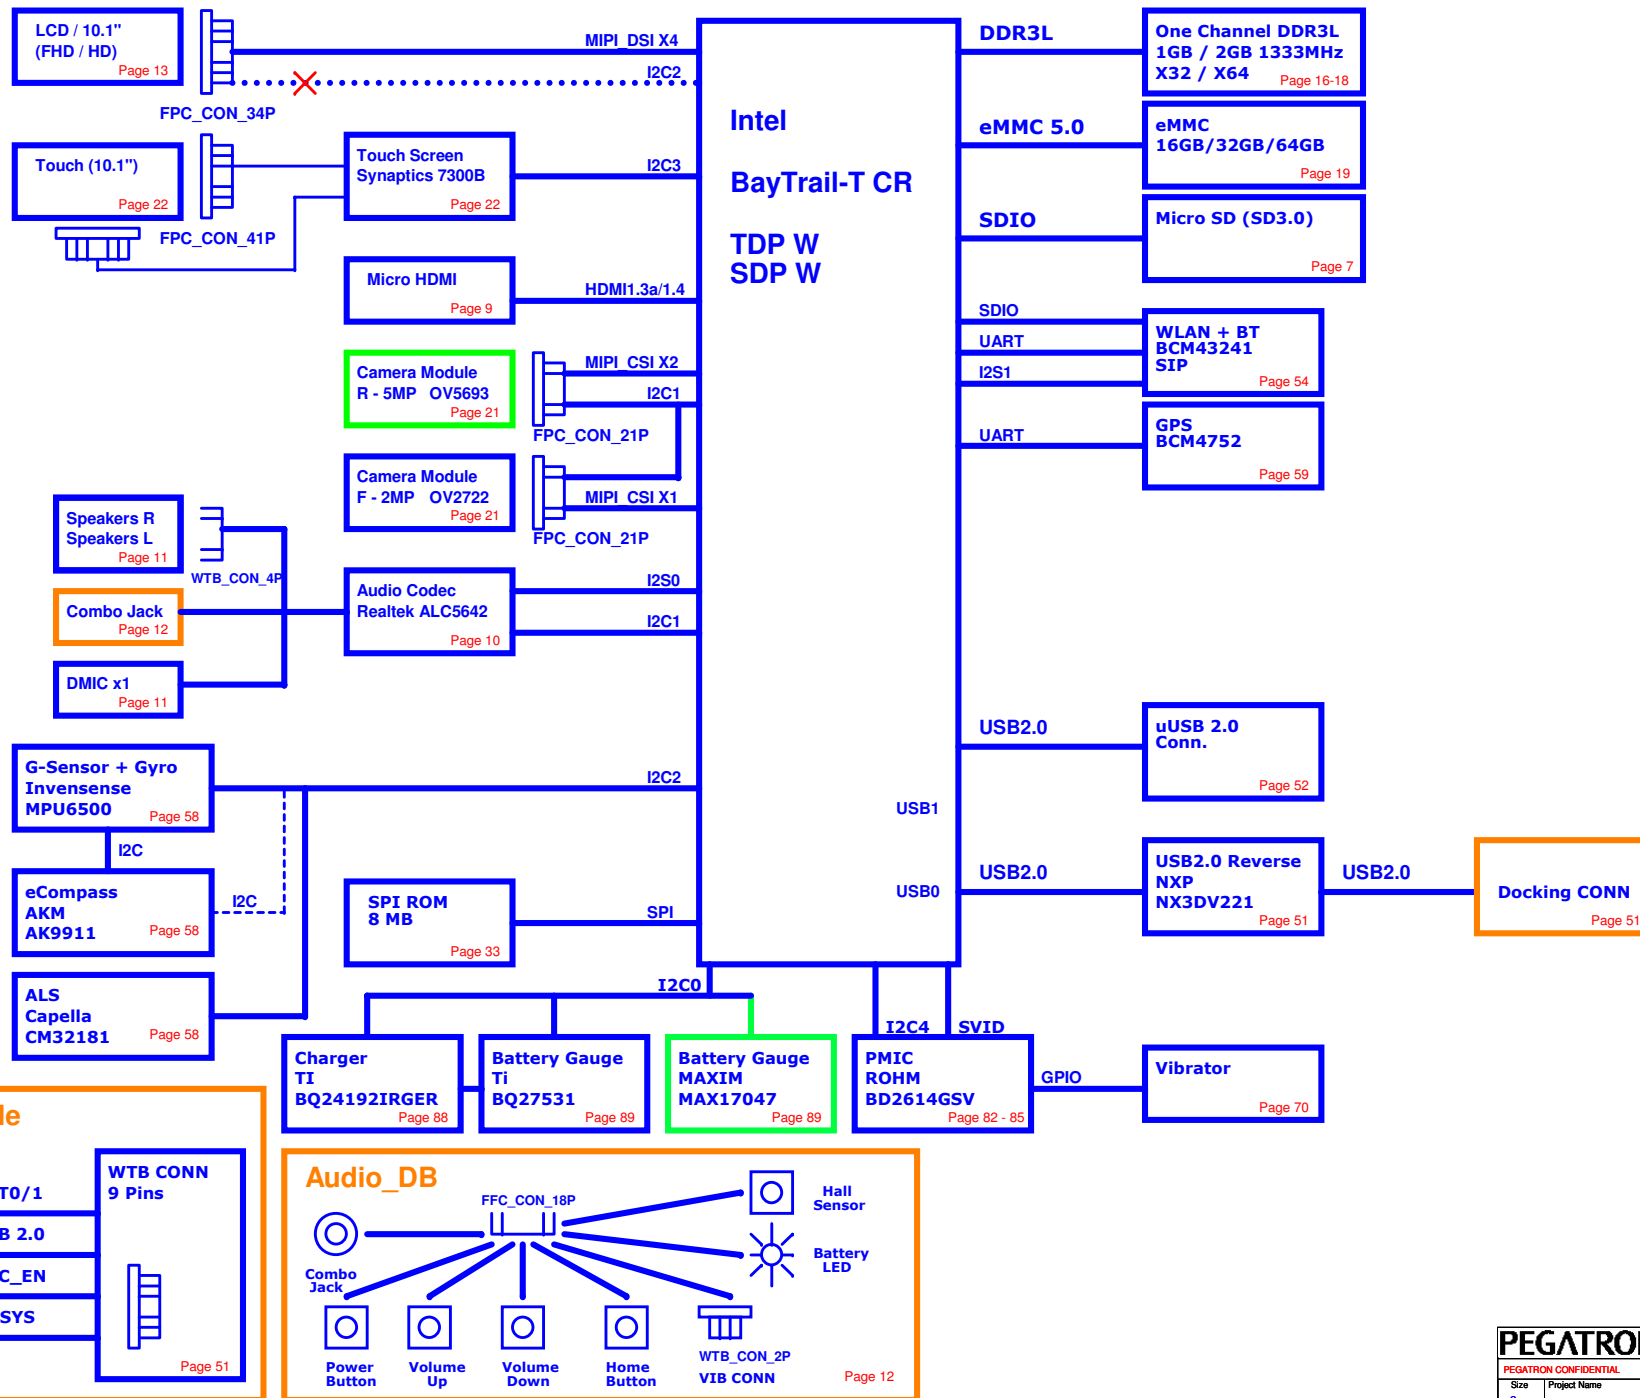 LCD / 10.1"
(FHD / HD)
Page 13
FPC_CON_34P
MIPI_DSI X4
I2C2
Touch (10.1")
Page 22
FPC_CON_41P
Touch Screen
Synaptics 7300B
Page 22
I2C3
Micro HDMI
Page 9
HDMI1.3a/1.4
Camera Module
R - 5MP OV5693
Page 21
MIPI_CSI X2
I2C1
FPC_CON_21P
Camera Module
F - 2MP OV2722
Page 21
MIPI_CSI X1
FPC_CON_21P
Speakers R
Speakers L
Page 11
WTB_CON_4P
Combo Jack
Page 12
DMIC x1
Page 11
Audio Codec
Realtek ALC5642
Page 10
I2S0
I2C1
G-Sensor + Gyro
Invensense
MPU6500
Page 58
I2C2
I2C
eCompass
AKM
AK9911
Page 58
I2C
ALS
Capella
CM32181
Page 58
SPI ROM
8 MB
Page 33
SPI
Intel
BayTrail-T CR
TDP W
SDP W
USB1
USB0
DDR3L
One Channel DDR3L
1GB / 2GB 1333MHz
X32 / X64
Page 16-18
eMMC 5.0
eMMC
16GB/32GB/64GB
Page 19
SDIO
Micro SD (SD3.0)
Page 7
SDIO
UART
I2S1
WLAN + BT
BCM43241
SIP
Page 54
UART
GPS
BCM4752
Page 59
USB2.0
uUSB 2.0
Conn.
Page 52
USB2.0
USB2.0 Reverse
NXP
NX3DV221
Page 51
USB2.0
Docking CONN
Page 51
I2C0
I2C4
SVID
Charger
TI
BQ24192IRGER
Page 88
Battery Gauge
Ti
BQ27531
Page 89
Battery Gauge
MAXIM
MAX17047
Page 89
PMIC
ROHM
BD2614GSV
Page 82 - 85
GPIO
Vibrator
Page 70
le
T0/1
B 2.0
C_EN
SYS
WTB CONN
9 Pins
Page 51
Audio_DB
FFC_CON_18P
Hall
Sensor
Battery
LED
Combo
Jack
Power
Button
Volume
Up
Volume
Down
Home
Button
WTB_CON_2P
VIB CONN
Page 12
PEGATRON
PEGATRON CONFIDENTIAL
Size
Project Name